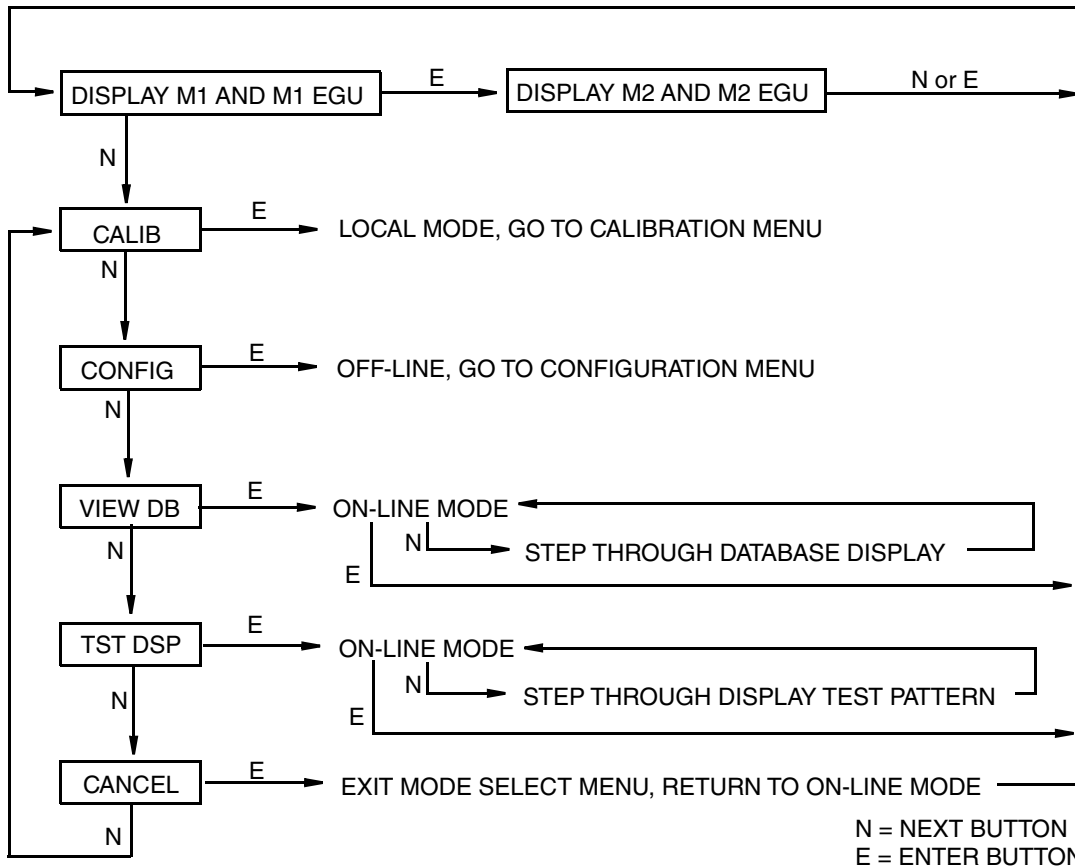 DISPLAY M1 AND M1 EGU
E
DISPLAY M2 AND M2 EGU
N or E
N
CALIB
E
LOCAL MODE, GO TO CALIBRATION MENU
N
CONFIG
E
OFF-LINE, GO TO CONFIGURATION MENU
N
VIEW DB
E
ON-LINE MODE
N
STEP THROUGH DATABASE DISPLAY
E
N
TST DSP
E
ON-LINE MODE
N
STEP THROUGH DISPLAY TEST PATTERN
E
N
CANCEL
E
EXIT MODE SELECT MENU, RETURN TO ON-LINE MODE
N
N = NEXT BUTTON
E = ENTER BUTTON